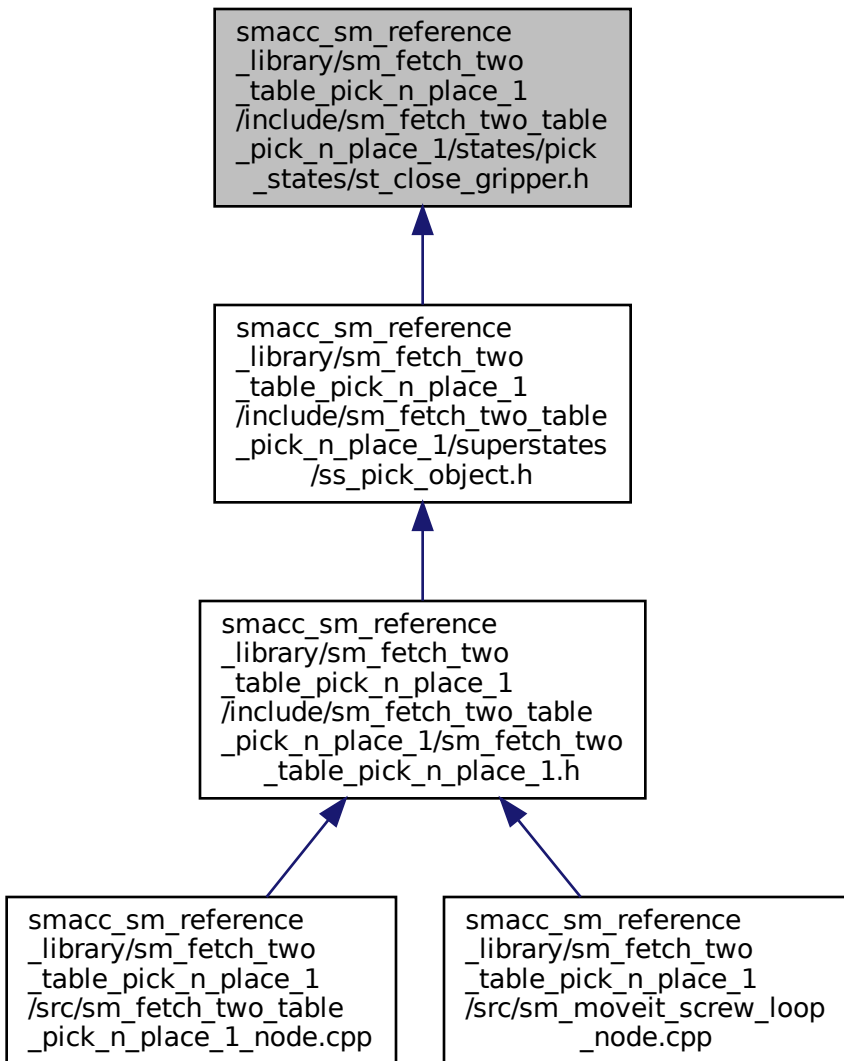 smacc_sm_reference
_library/sm_fetch_two
_table_pick_n_place_1
/include/sm_fetch_two_table
_pick_n_place_1/states/pick
_states/st_close_gripper.h
smacc_sm_reference
_library/sm_fetch_two
_table_pick_n_place_1
/include/sm_fetch_two_table
_pick_n_place_1/superstates
/ss_pick_object.h
smacc_sm_reference
_library/sm_fetch_two
_table_pick_n_place_1
/include/sm_fetch_two_table
_pick_n_place_1/sm_fetch_two
_table_pick_n_place_1.h
smacc_sm_reference
_library/sm_fetch_two
_table_pick_n_place_1
/src/sm_fetch_two_table
_pick_n_place_1_node.cpp
smacc_sm_reference
_library/sm_fetch_two
_table_pick_n_place_1
/src/sm_moveit_screw_loop
_node.cpp